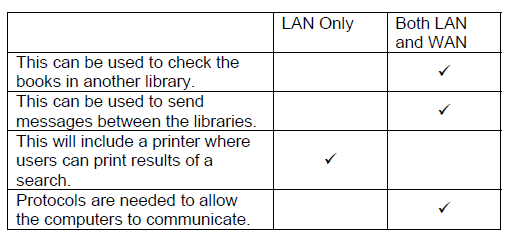 LAN Only Both LAN
and WAN
This can be used to check the
books in another library. ✓
This can be used to send
messages between the libraries. ✓
This will include a printer where
users can print results of a ✓
search.
Protocols are needed to allow
the computers to communicate. ✓